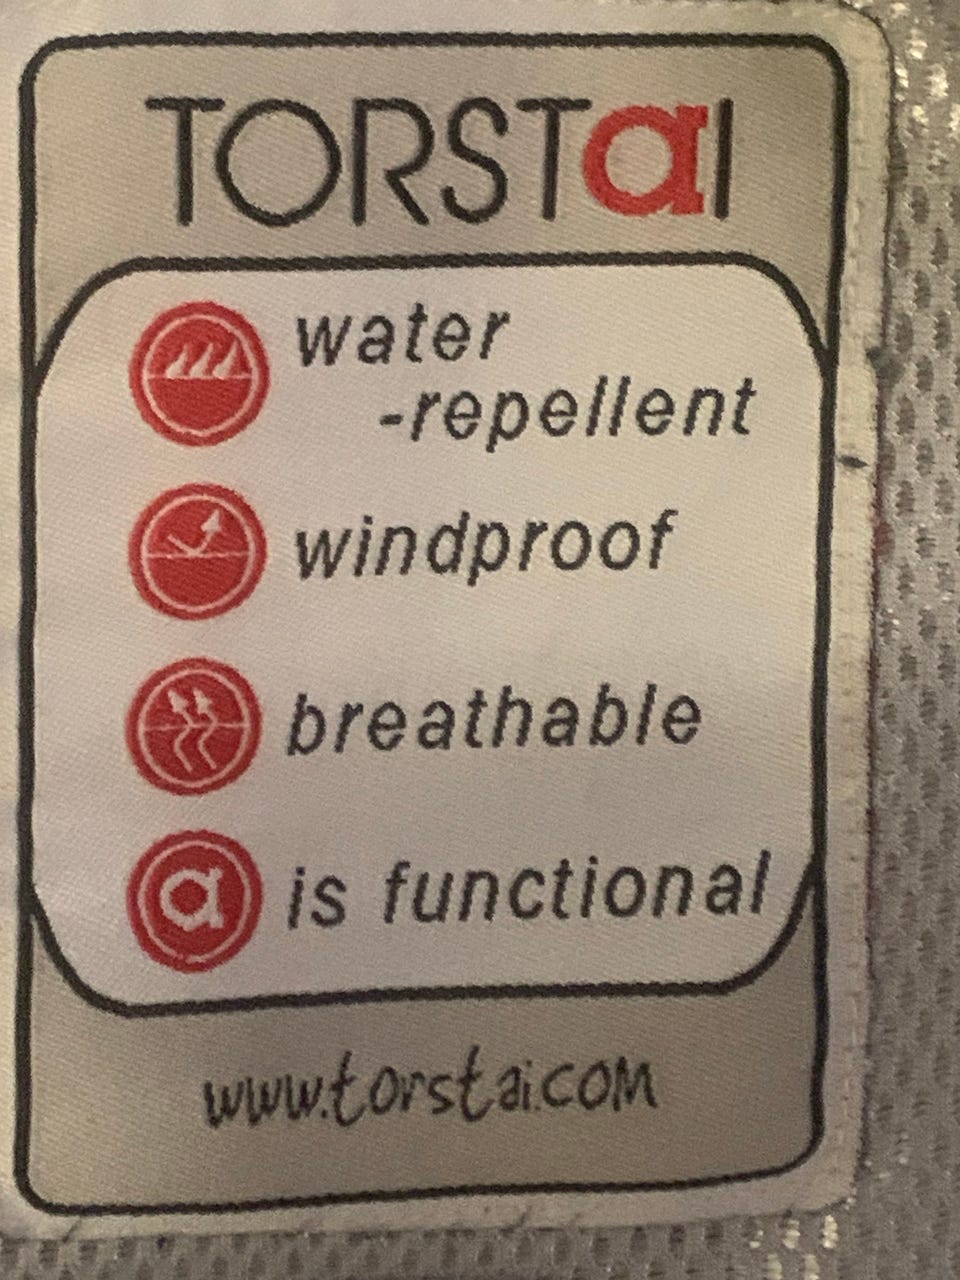 TORSTaI
water
-repellent
windproof
breathable
a is functional
www.torstai.com